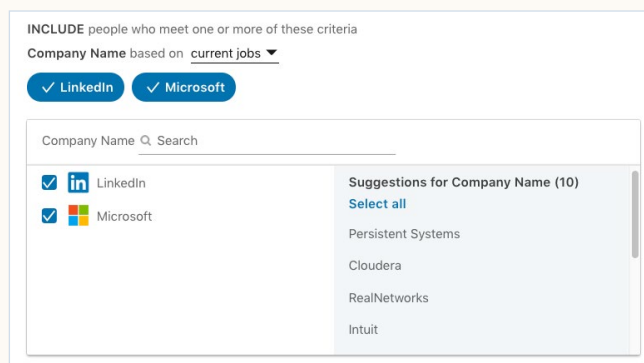 INCLUDE people who meet one or more of these criteria
Company Name based on current jobs
LinkedIn Microsoft
Company Name Search
in LinkedIn
Microsoft
Suggestions for Company Name (10)
Select all
Persistent Systems
Cloudera
RealNetworks
Intuit